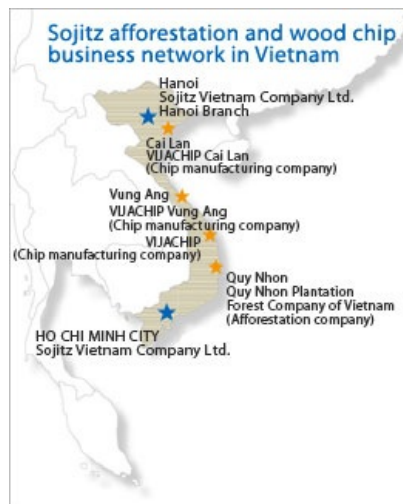 Sojitz afforestation and wood chip
business network in Vietnam
Hanoi
Sojitz Vietnam Company Ltd.
Hanoi Branch
Cai Lan
VIJACHIP Cai Lan
(Chip manufacturing company)
Vung Ang
VIJACHIP Vung Ang
(Chip manufacturing company)
VIJACHIP
(Chip manufacturing company)
Quy Nhon
Quy Nhon Plantation
Forest Company of Vietnam
(Afforestation company)
HO CHI MINH CITY
Sojitz Vietnam Company Ltd.